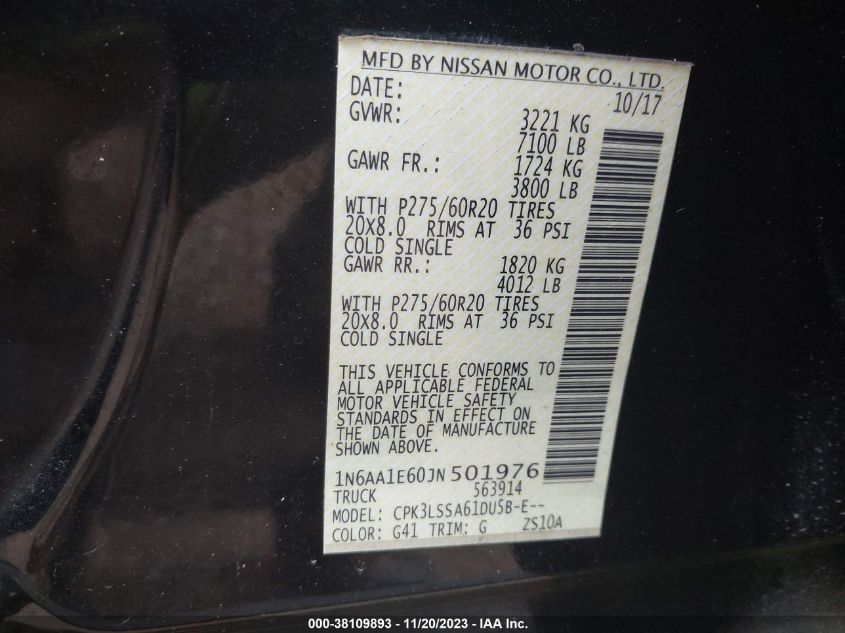 MFD BY NISSAN MOTOR CO., LTD.
DATE: 10/17
GVWR: 3221 KG
7100 LB
GAWR FR.: 1724 KG
3800 LB
WITH P275/60R20 TIRES
20X8.0 RIMS AT 36 PSI
COLD SINGLE
GAWR RR.: 1820 KG
4012 LB
WITH P275/60R20 TIRES
20X8.0 RIMS AT 36 PSI
COLD SINGLE
THIS VEHICLE CONFORMS TO
ALL APPLICABLE FEDERAL
MOTOR VEHICLE SAFETY
STANDARDS IN EFFECT ON
THE DATE OF MANUFACTURE
SHOWN ABOVE.
1N6AA1E60JN501976
TRUCK 563914
MODEL: CPK3LSSA61DU5B-E--
COLOR: G41 TRIM: G ZS10A
000-38109893 - 11/20/2023 - IAA Inc.